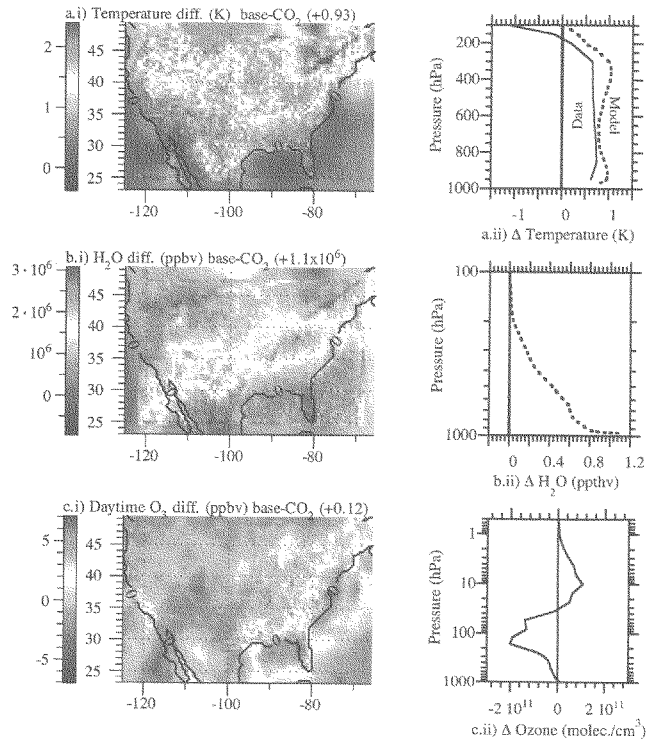 a.i) Temperature diff. (K) base-CO2 (+0.93)
2
1
0
45
40
35
30
25
-120 -100 -80
Pressure (hPa)
200
400
600
800
1000
Data
Model
-1 0 1
a.ii) Δ Temperature (K)
b.i) H2O diff. (ppbv) base-CO2 (+1.1x10^6)
3·10^6
2·10^6
10^6
0
45
40
35
30
25
-120 -100 -80
Pressure (hPa)
100
1000
0 0.4 0.8 1.2
b.ii) Δ H2O (ppthv)
c.i) Daytime O3 diff. (ppbv) base-CO2 (+0.12)
5
0
-5
45
40
35
30
25
-120 -100 -80
Pressure (hPa)
1
10
100
1000
-2 10^11 0 2 10^11
c.ii) Δ Ozone (molec./cm^3)